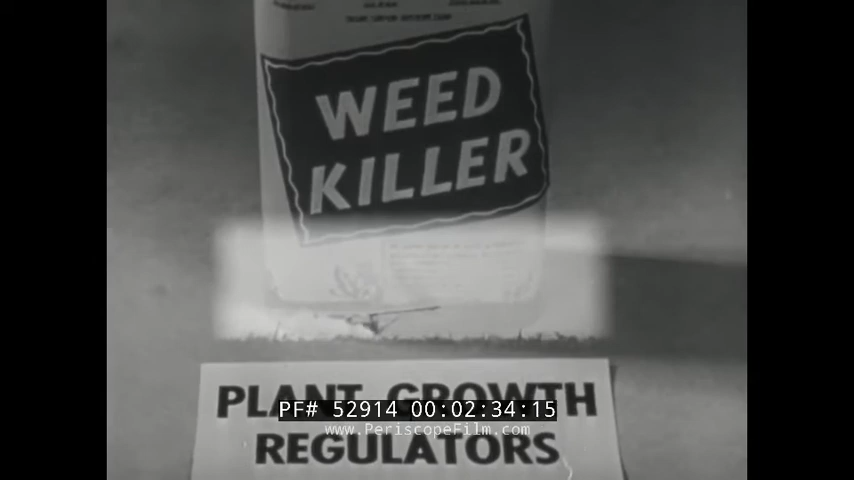 WEED
KILLER
PLANT GROWTH
PF# 52914 00:02:34:15
www.PeriscopeFilm.com
REGULATORS